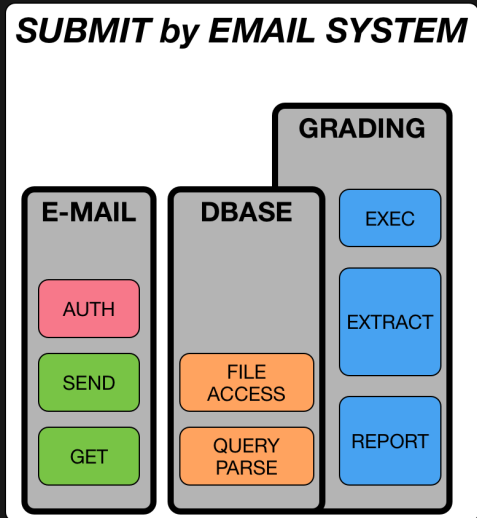 SUBMIT by EMAIL SYSTEM
GRADING
E-MAIL
DBASE
EXEC
AUTH
EXTRACT
SEND
FILE
ACCESS
GET
QUERY
PARSE
REPORT